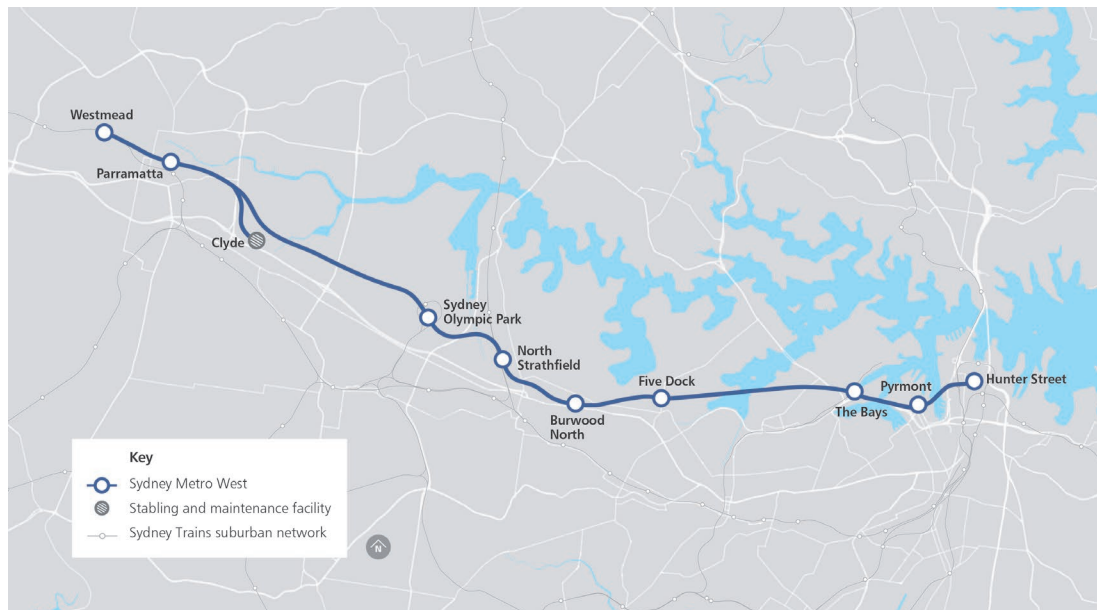 Westmead
Parramatta
Clyde
Sydney
Olympic Park
North
Strathfield
Five Dock
Pyrmont
Hunter Street
Burwood
North
The Bays
Key
Sydney Metro West
Stabling and maintenance facility
Sydney Trains suburban network
N